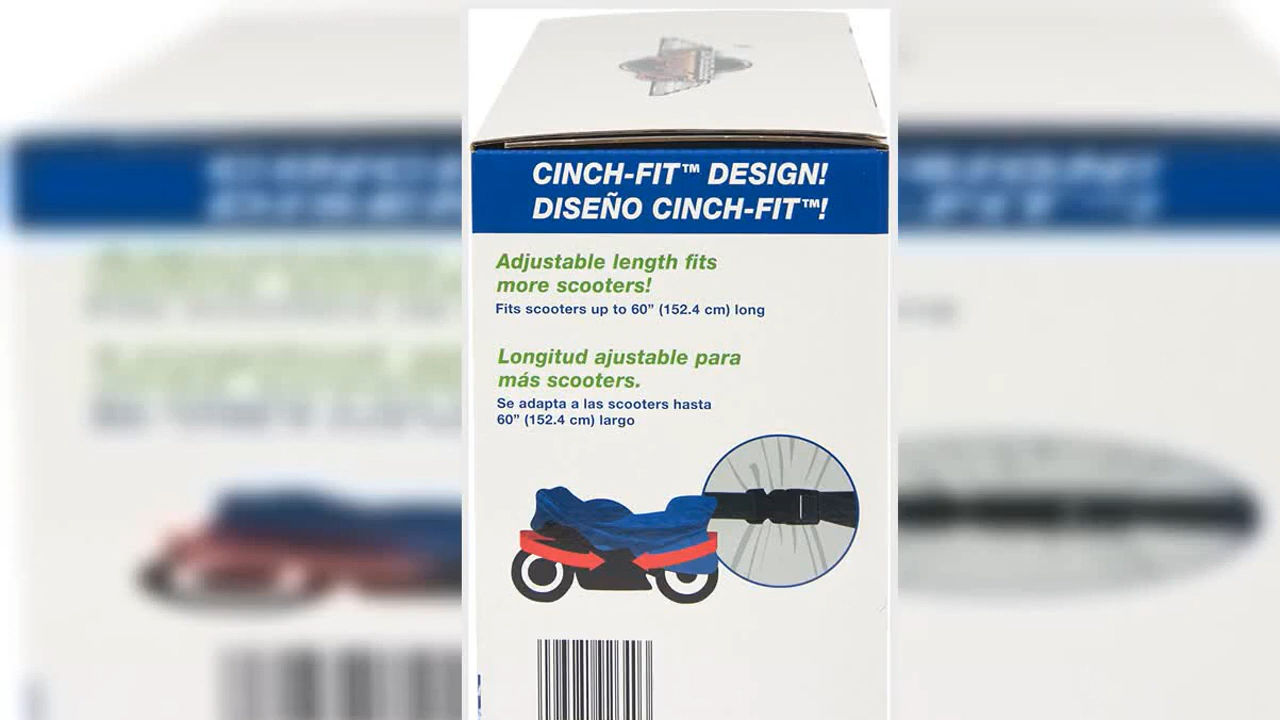 CINCH-FIT™ DESIGN!
DISEÑO CINCH-FIT™!
Adjustable length fits
more scooters!
Fits scooters up to 60” (152.4 cm) long
Longitud ajustable para
más scooters.
Se adapta a las scooters hasta
60” (152.4 cm) largo